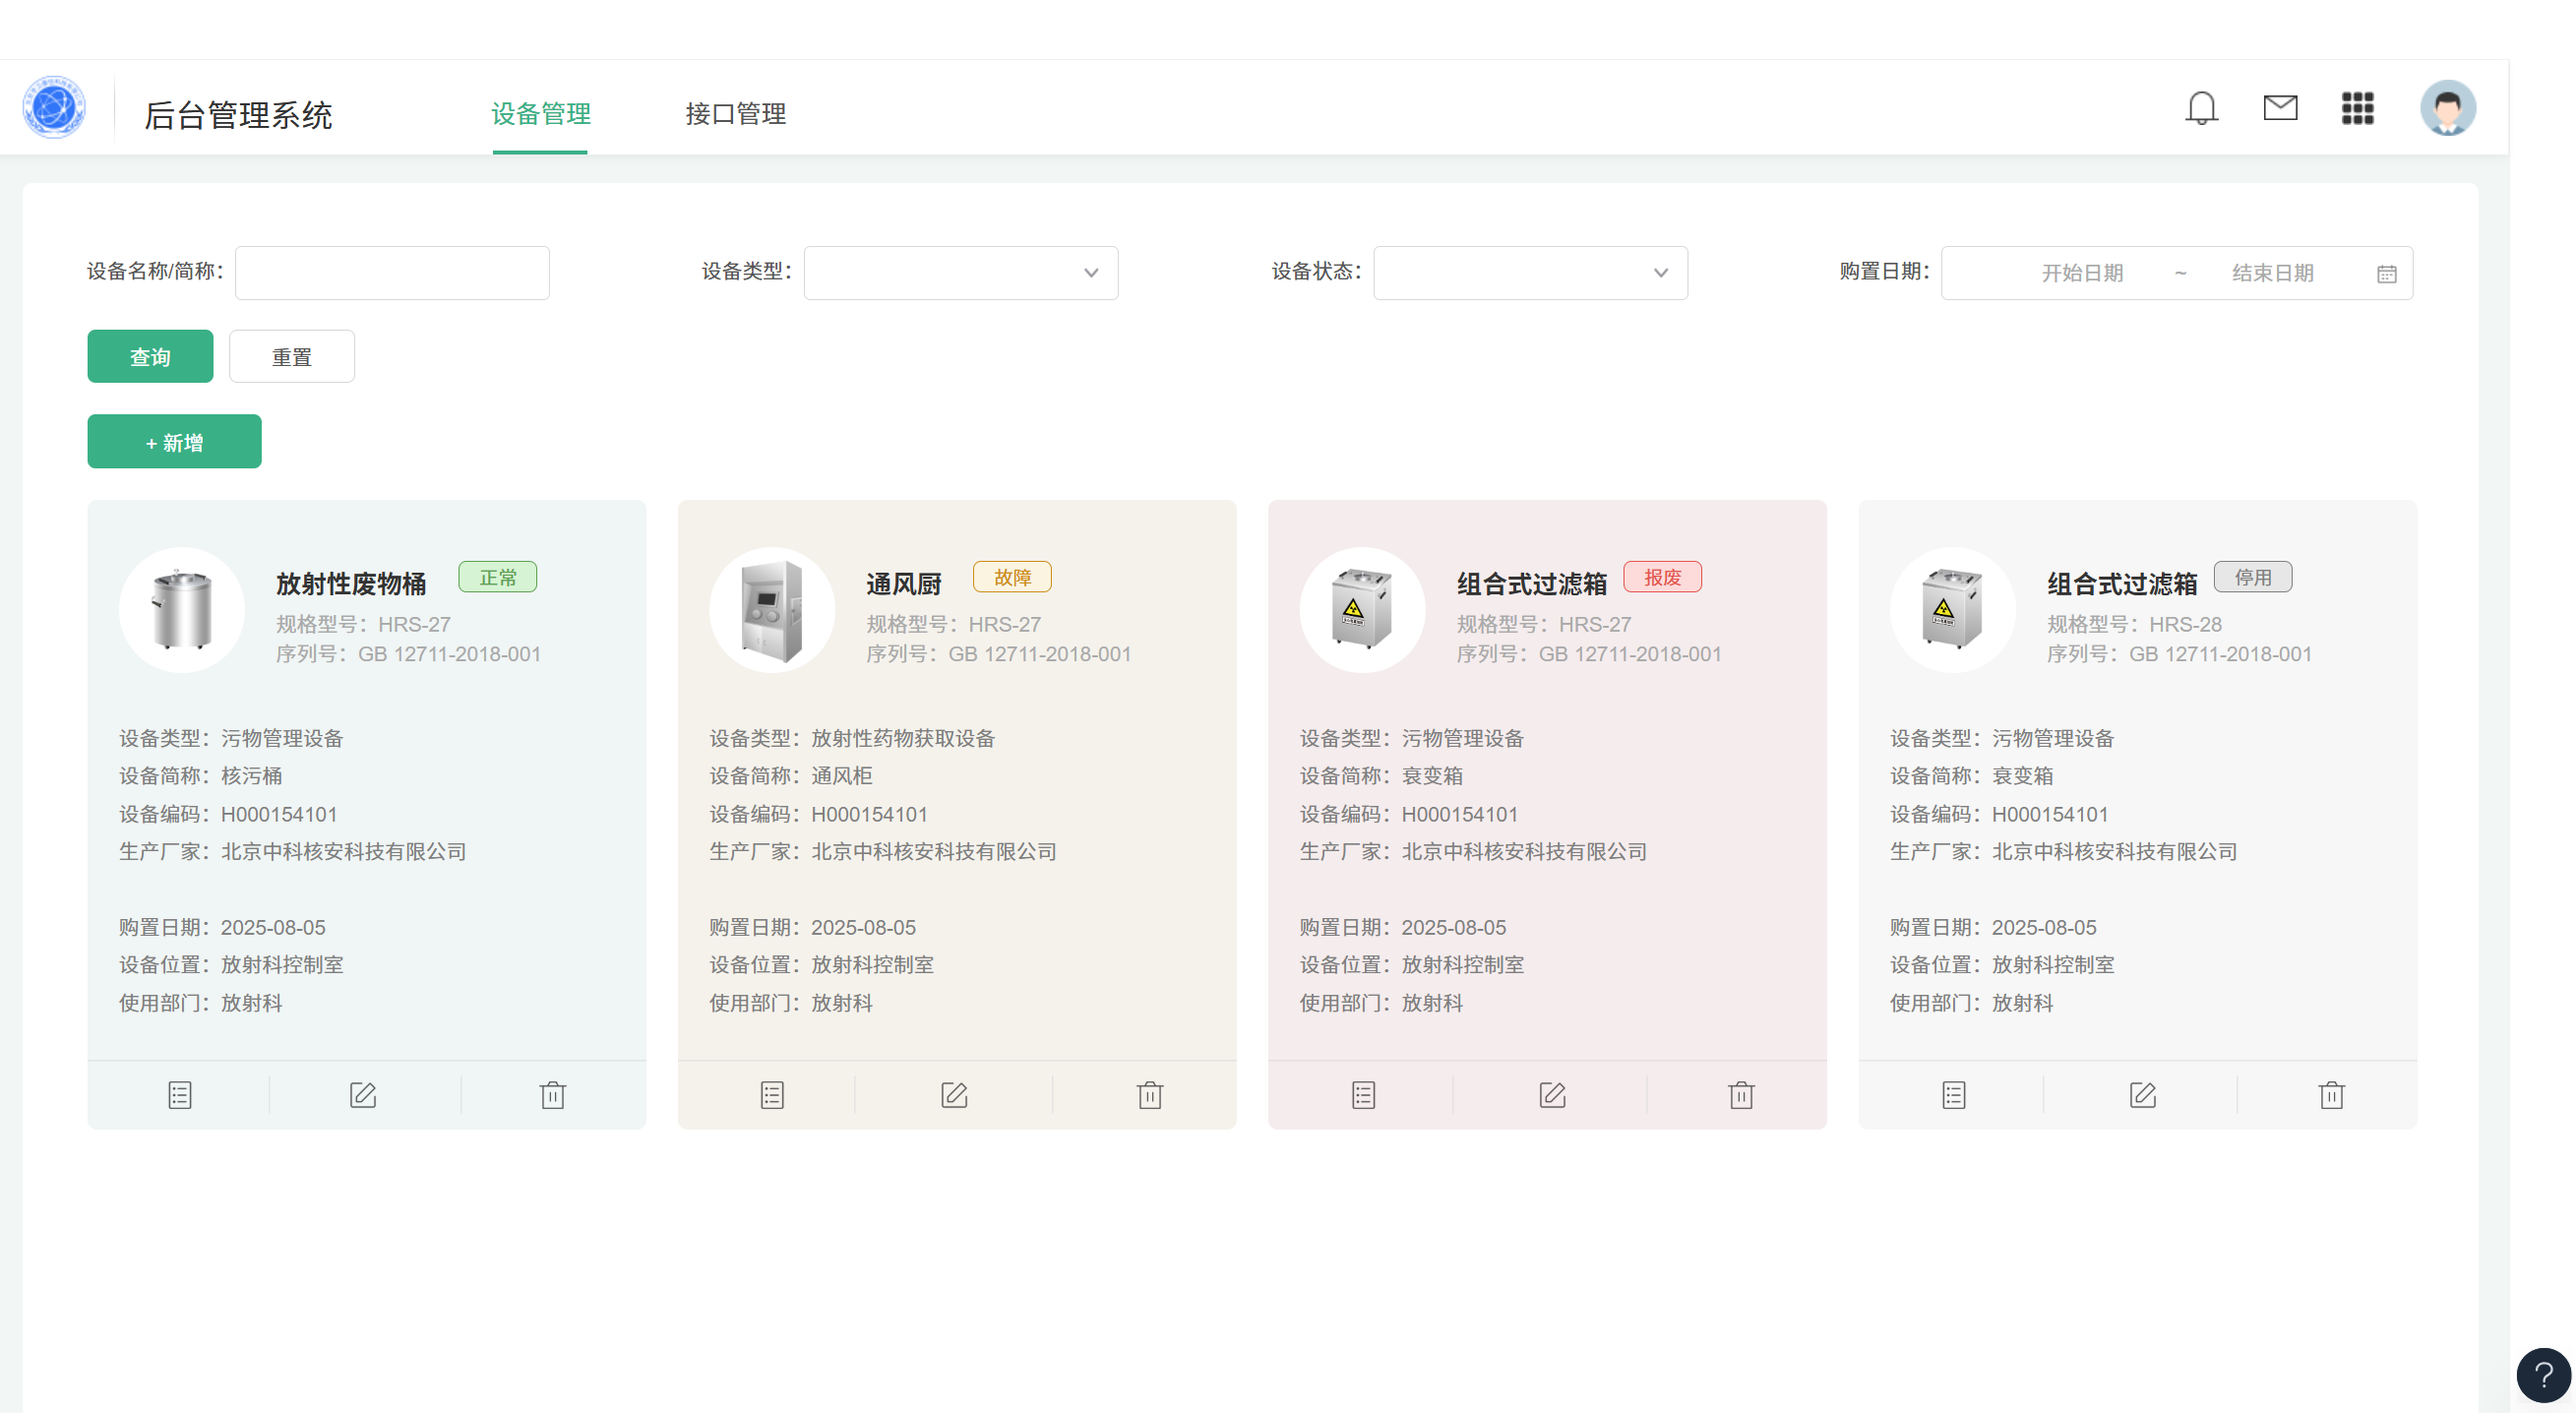 后台管理系统
设备管理
接口管理
设备名称/简称：
设备类型：
设备状态：
购置日期：
开始日期 ~ 结束日期
查询
重置
+ 新增
放射性废物桶 正常
规格型号：HRS-27
序列号：GB 12711-2018-001
设备类型：污物管理设备
设备简称：核污桶
设备编码：H000154101
生产厂家：北京中科核安科技有限公司
购置日期：2025-08-05
设备位置：放射科控制室
使用部门：放射科
通风厨 故障
规格型号：HRS-27
序列号：GB 12711-2018-001
设备类型：放射性药物获取设备
设备简称：通风柜
设备编码：H000154101
生产厂家：北京中科核安科技有限公司
购置日期：2025-08-05
设备位置：放射科控制室
使用部门：放射科
组合式过滤箱 报废
规格型号：HRS-27
序列号：GB 12711-2018-001
设备类型：污物管理设备
设备简称：衰变箱
设备编码：H000154101
生产厂家：北京中科核安科技有限公司
购置日期：2025-08-05
设备位置：放射科控制室
使用部门：放射科
组合式过滤箱 停用
规格型号：HRS-28
序列号：GB 12711-2018-001
设备类型：污物管理设备
设备简称：衰变箱
设备编码：H000154101
生产厂家：北京中科核安科技有限公司
购置日期：2025-08-05
设备位置：放射科控制室
使用部门：放射科
?